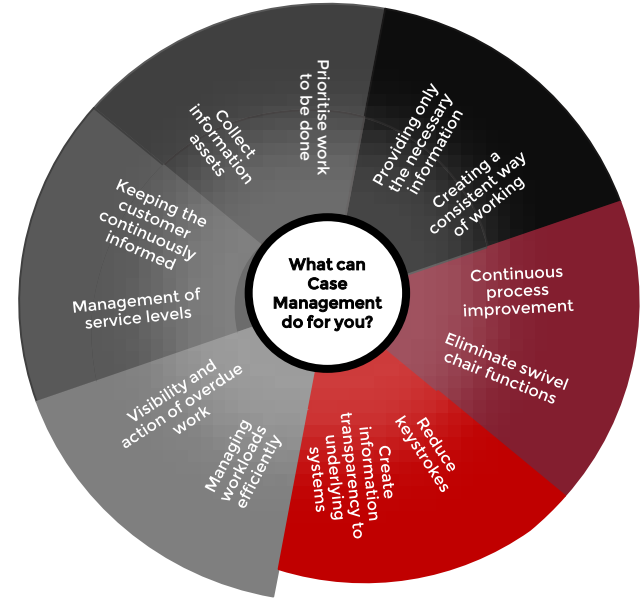 What can
Case
Management
do for you?
Prioritise work
to be done
Providing only
the necessary
information
Creating a
consistent way
of working
Continuous
process
improvement
Eliminate swivel
chair functions
Reduce
keystrokes
Create
information
transparency to
underlying
systems
Managing
workloads
efficiently
Visibility and
action of overdue
work
Management of
service levels
Keeping the
customer
continuously
informed
Collect
information
assets